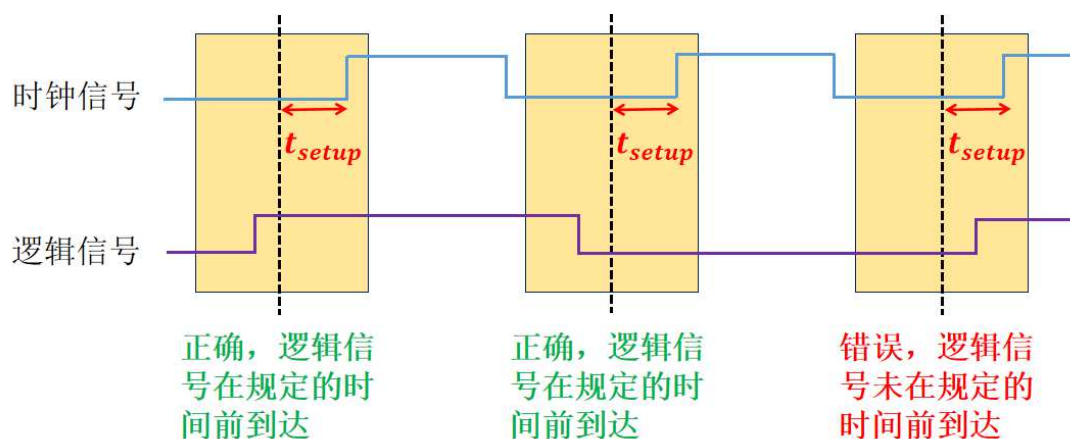 时钟信号
t_setup t_setup t_setup
逻辑信号
正确，逻辑信
号在规定的时
间前到达
正确，逻辑信
号在规定的时
间前到达
错误，逻辑信
号未在规定的
时间前到达